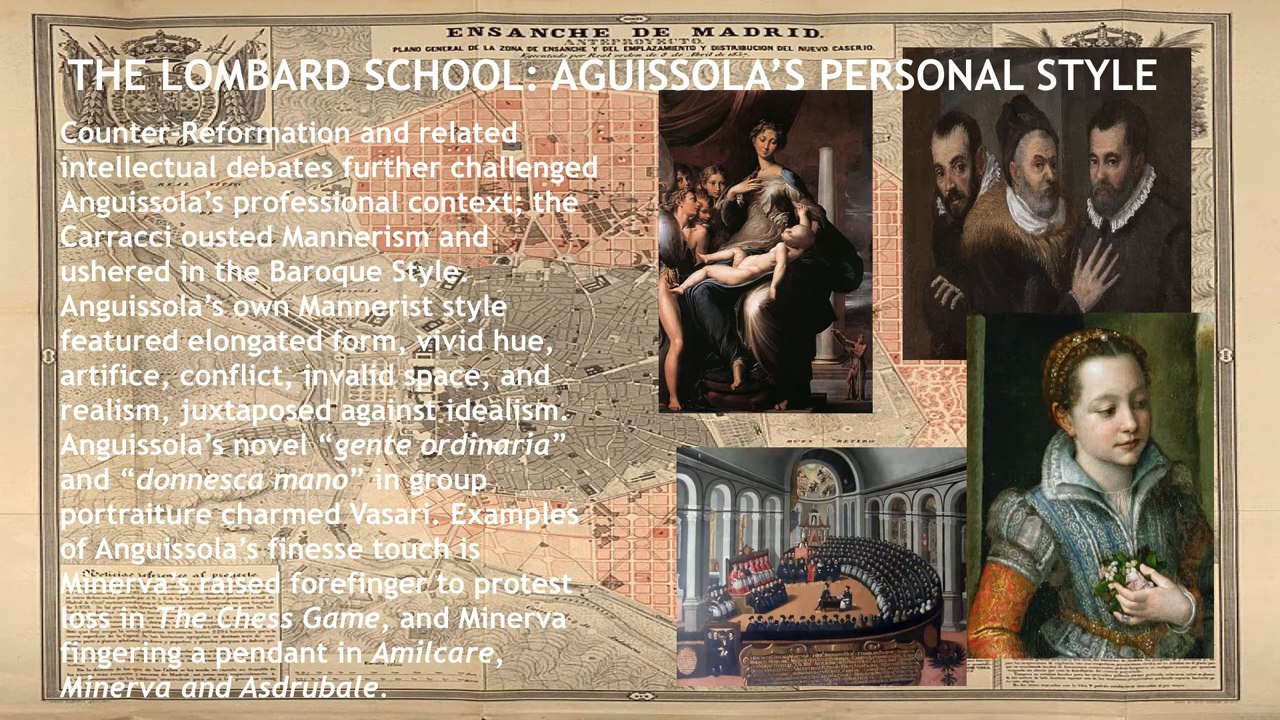 ENSANCHE DE MADRID.
ANTEPROYECTO.
PLANO GENERAL DE LA ZONA DE ENSANCHE Y DEL EMPLAZAMIENTO Y DISTRIBUCION DEL NUEVO CASERIO.
THE LOMBARD SCHOOL: AGUISSOLA’S PERSONAL STYLE
Counter-Reformation and related
intellectual debates further challenged
Anguissola’s professional context; the
Carracci ousted Mannerism and
ushered in the Baroque Style.
Anguissola’s own Mannerist style
featured elongated form, vivid hue,
artifice, conflict, invalid space, and
realism, juxtaposed against idealism.
Anguissola’s novel “gente ordinaria”
and “donnesca mano” in group
portraiture charmed Vasari. Examples
of Anguissola’s finesse touch is
Minerva’s raised forefinger to protest
loss in The Chess Game, and Minerva
fingering a pendant in Amilcare,
Minerva and Asdrubale.